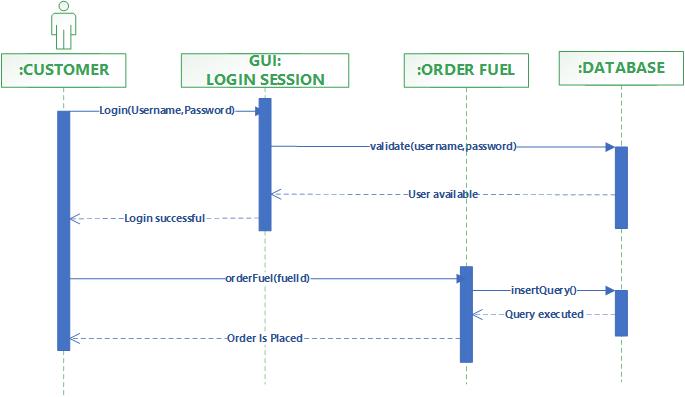 :CUSTOMER
GUI:
LOGIN SESSION
:ORDER FUEL
:DATABASE
Login(Username,Password)
validate(username,password)
User available
Login successful
orderFuel(fuelId)
insertQuery()
Query executed
Order Is Placed